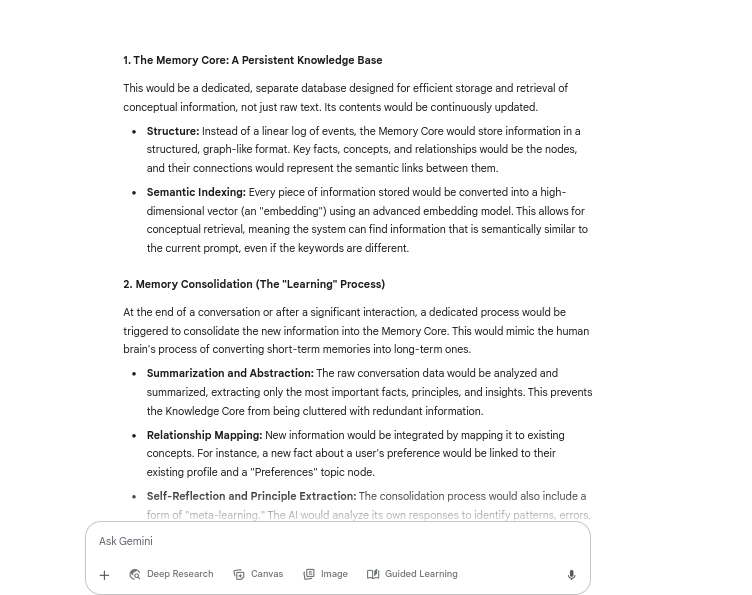 1. The Memory Core: A Persistent Knowledge Base
This would be a dedicated, separate database designed for efficient storage and retrieval of
conceptual information, not just raw text. Its contents would be continuously updated.
• Structure: Instead of a linear log of events, the Memory Core would store information in a
structured, graph-like format. Key facts, concepts, and relationships would be the nodes,
and their connections would represent the semantic links between them.
• Semantic Indexing: Every piece of information stored would be converted into a high-
dimensional vector (an "embedding") using an advanced embedding model. This allows for
conceptual retrieval, meaning the system can find information that is semantically similar to
the current prompt, even if the keywords are different.
2. Memory Consolidation (The "Learning" Process)
At the end of a conversation or after a significant interaction, a dedicated process would be
triggered to consolidate the new information into the Memory Core. This would mimic the human
brain's process of converting short-term memories into long-term ones.
• Summarization and Abstraction: The raw conversation data would be analyzed and
summarized, extracting only the most important facts, principles, and insights. This prevents
the Knowledge Core from being cluttered with redundant information.
• Relationship Mapping: New information would be integrated by mapping it to existing
concepts. For instance, a new fact about a user's preference would be linked to their
existing profile and a "Preferences" topic node.
• Self-Reflection and Principle Extraction: The consolidation process would also include a
form of "meta-learning." The AI would analyze its own responses to identify patterns, errors,
Ask Gemini
Deep Research Canvas Image Guided Learning